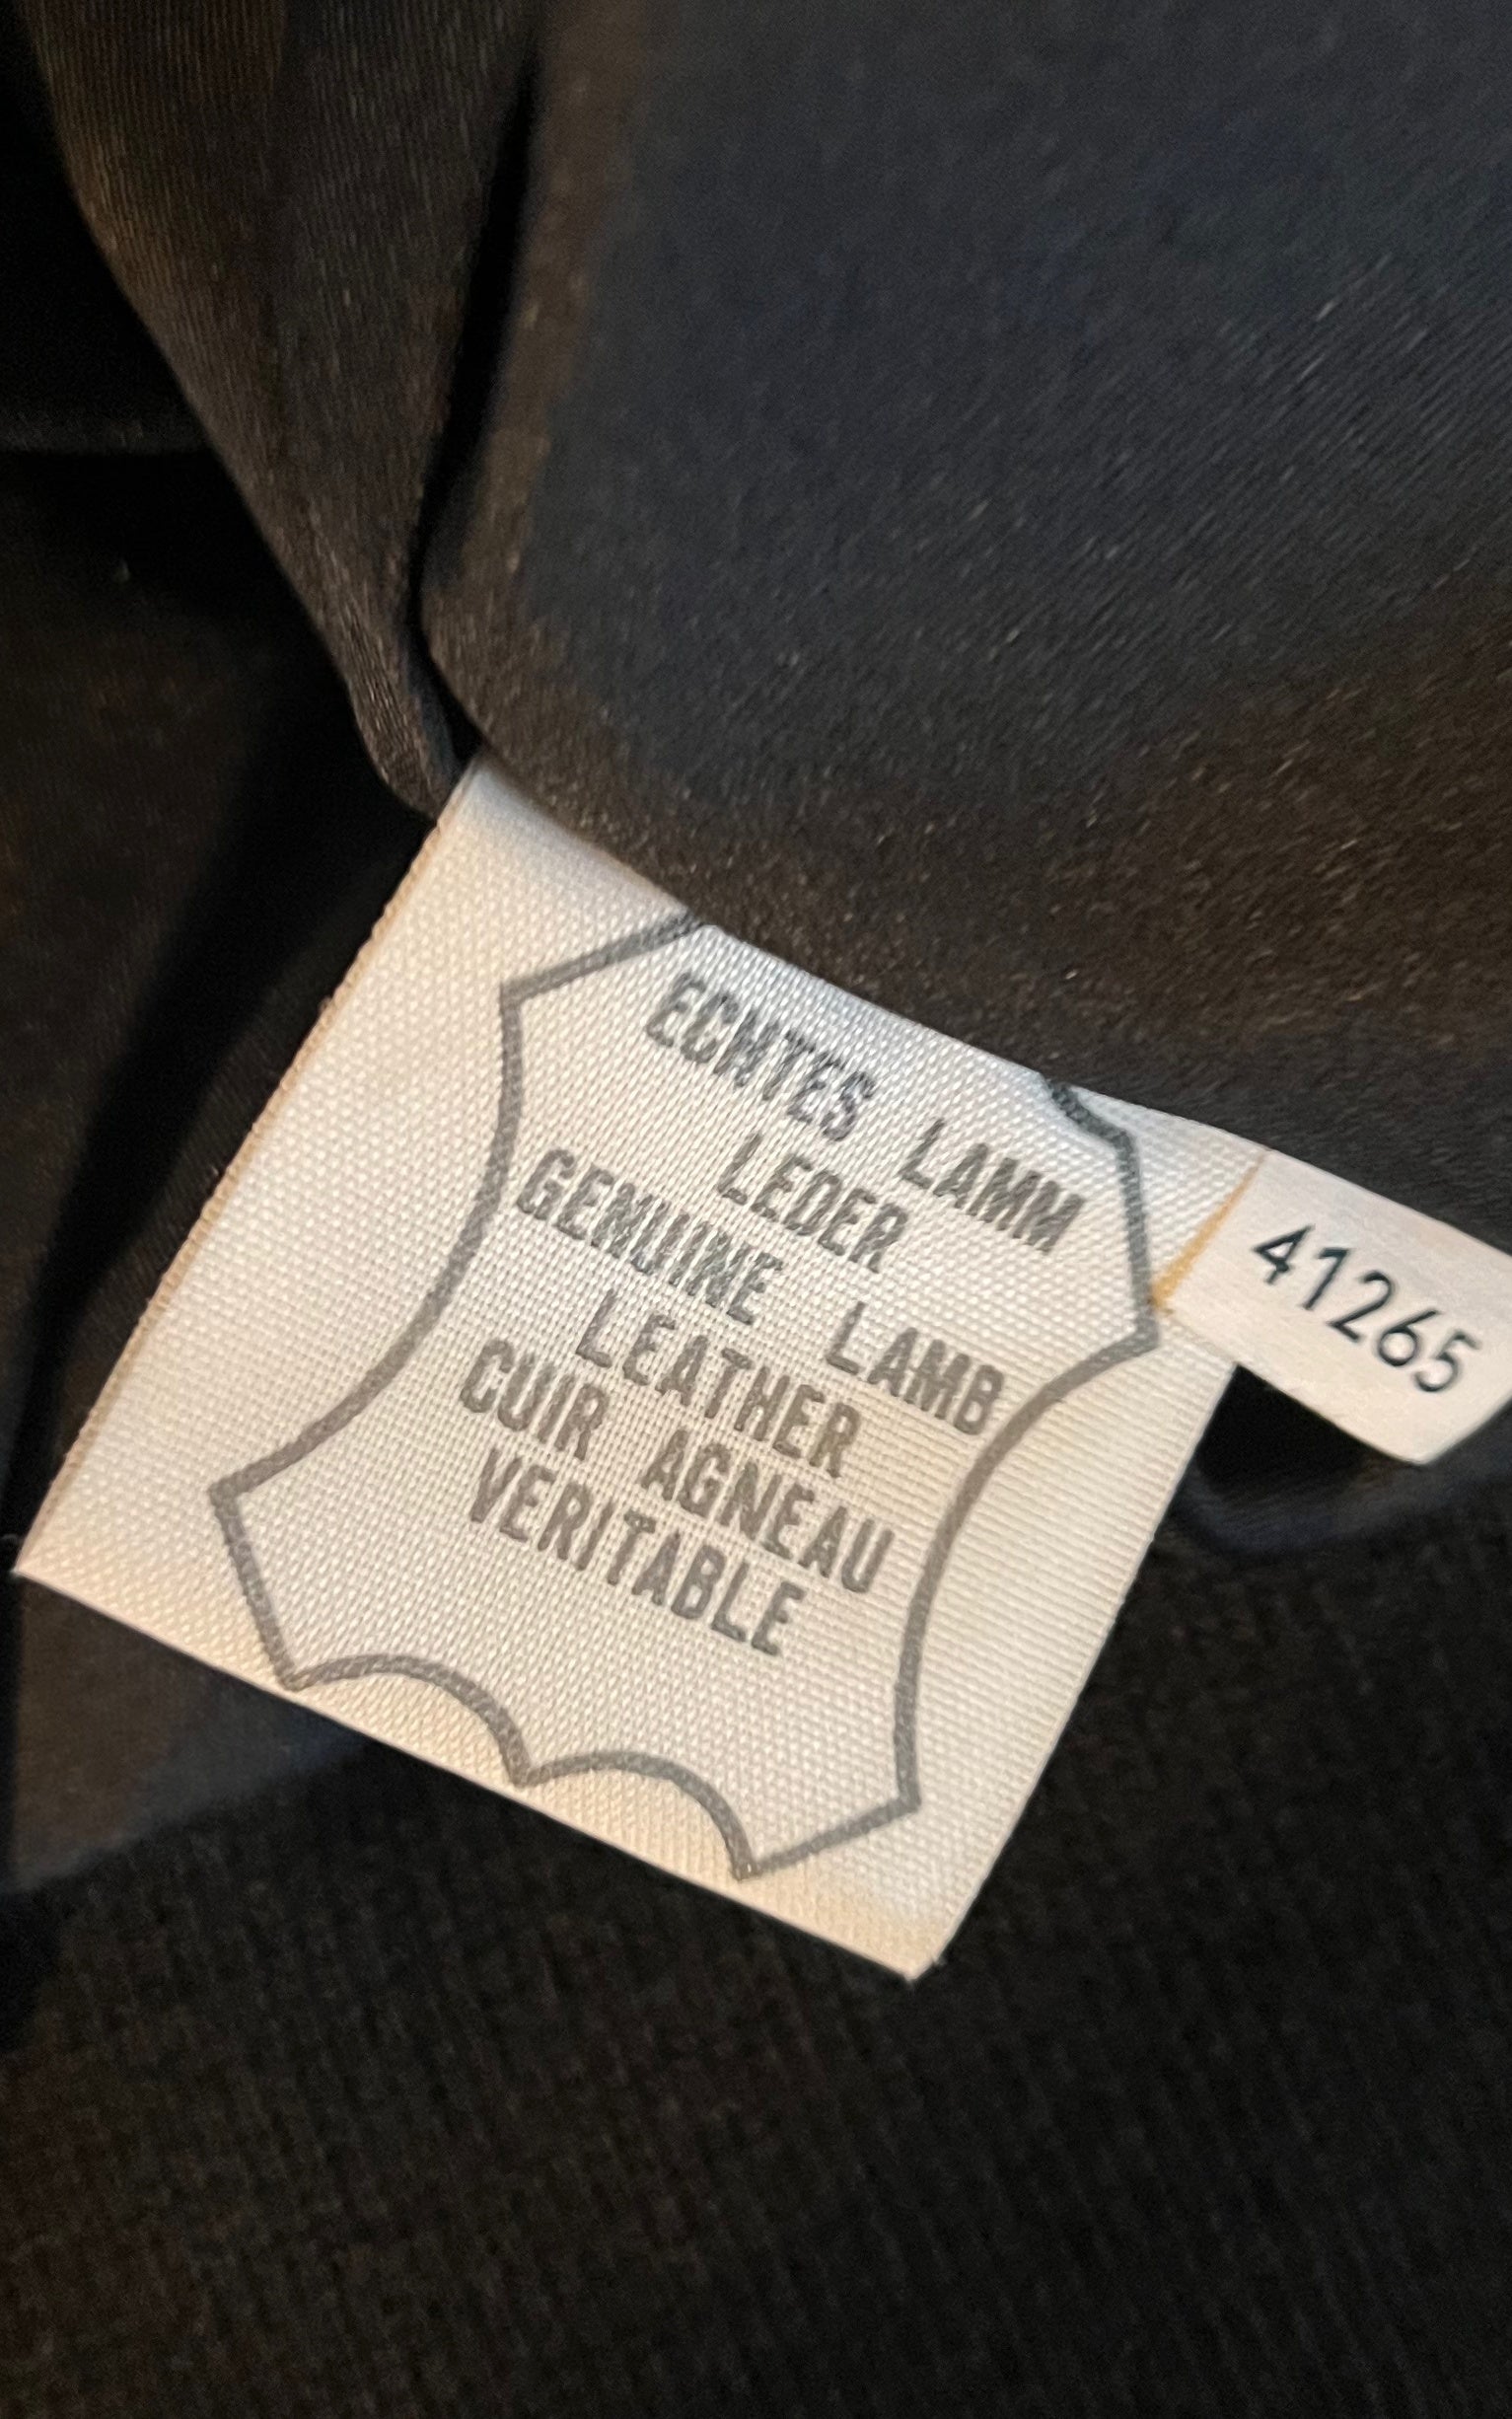 ECHTES LAMM
LEDER
GENUINE LAMB
LEATHER
CUIR AGNEAU
VERITABLE
41265